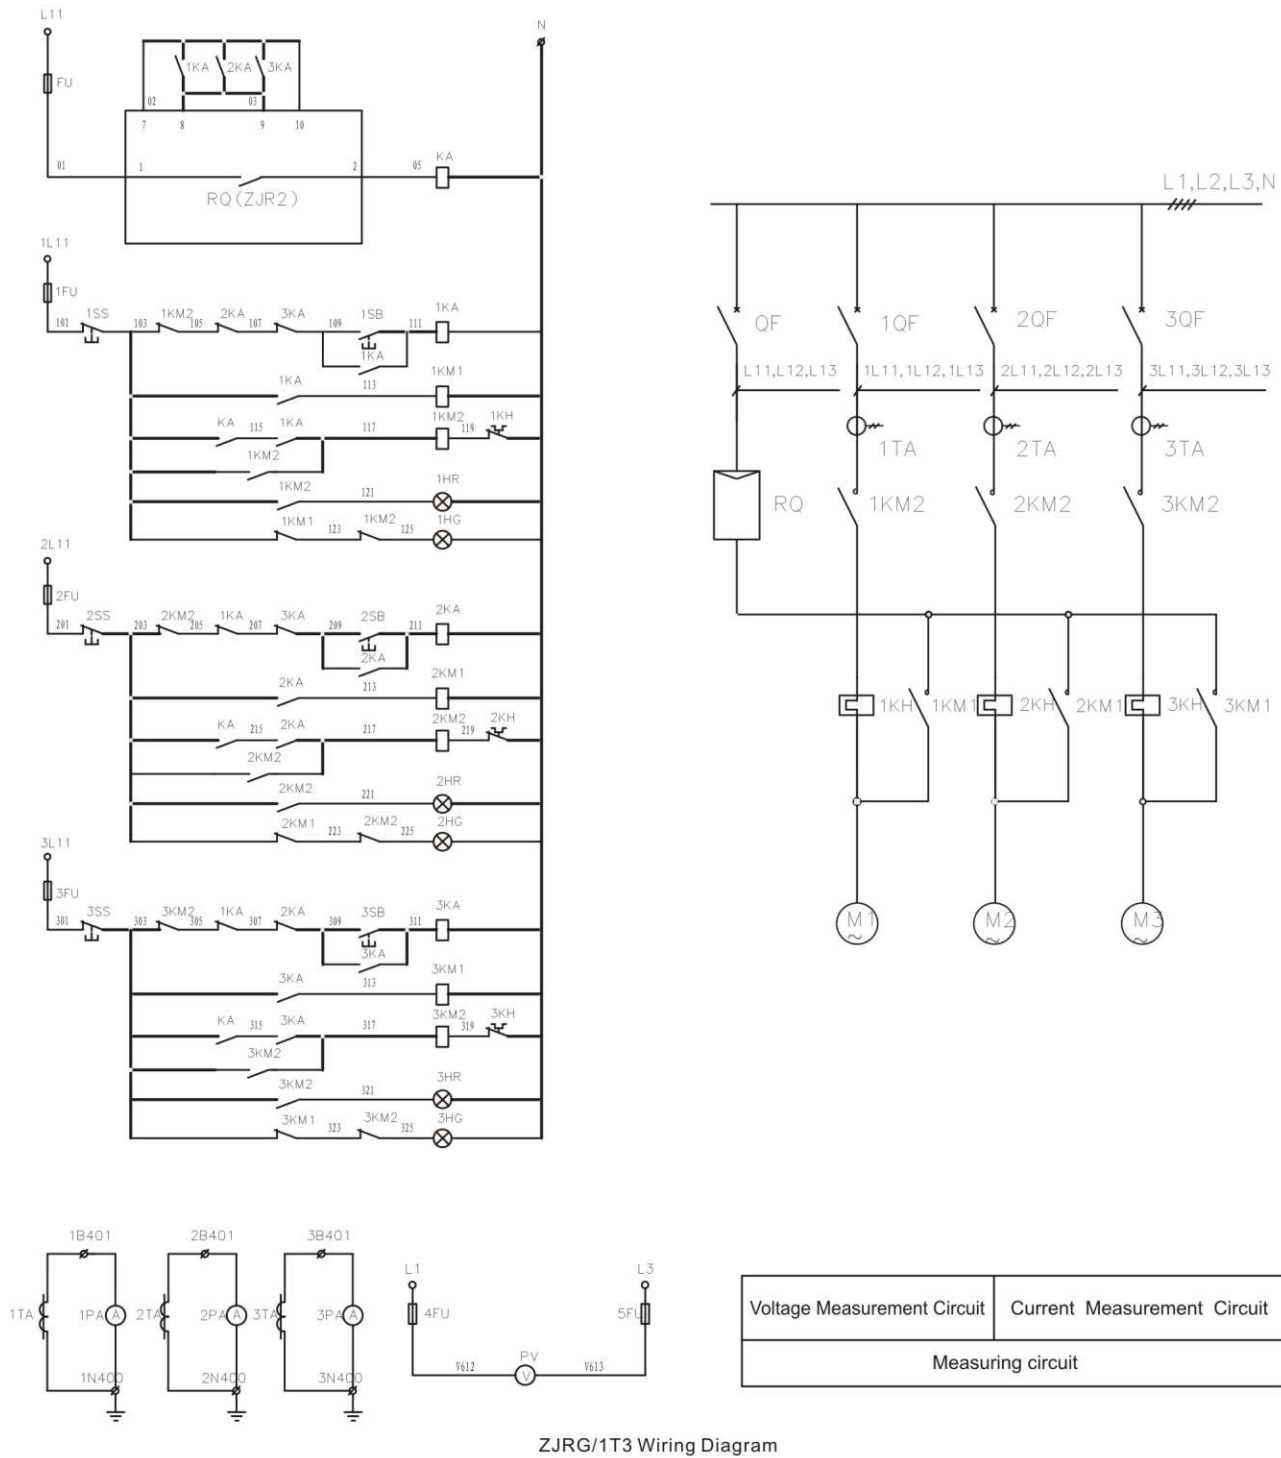 L11
N
FU
1KA 2KA 3KA
02 03
7 8 9 10
01 1 2 05 KA
RQ(ZJR2)
1L11
1FU
101 1SS 103 1KM2 105 2KA 107 3KA 109 1SB 111 1KA
1KA
1KA 113 1KM1
KA 115 1KA 117 1KM2 119 1KH
1KM2
1KM2 121 1HR
1KM1 123 1KM2 125 1HG
2L11
2FU
201 2SS 203 2KM2 205 1KA 207 3KA 209 2SB 211 2KA
2KA
2KA 213 2KM1
KA 215 2KA 217 2KM2 219 2KH
2KM2
2KM2 221 2HR
2KM1 223 2KM2 225 2HG
3L11
3FU
301 3SS 303 3KM2 305 1KA 307 2KA 309 3SB 311 3KA
3KA
3KA 313 3KM1
KA 315 3KA 317 3KM2 319 3KH
3KM2
3KM2 321 3HR
3KM1 323 3KM2 325 3HG
L1,L2,L3,N
QF 1QF 2QF 3QF
L11,L12,L13 1L11,1L12,1L13 2L11,2L12,2L13 3L11,3L12,3L13
1TA 2TA 3TA
RQ 1KM2 2KM2 3KM2
1KH 1KM1 2KH 2KM1 3KH 3KM1
M1 M2 M3
~ ~ ~
1B401 2B401 3B401
1TA 1PA A 2TA 2PA A 3TA 3PA A
1N400 2N400 3N400
L1 L3
4FU 5FU
V612 PV V V613
Voltage Measurement Circuit Current Measurement Circuit
Measuring circuit
ZJRG/1T3 Wiring Diagram